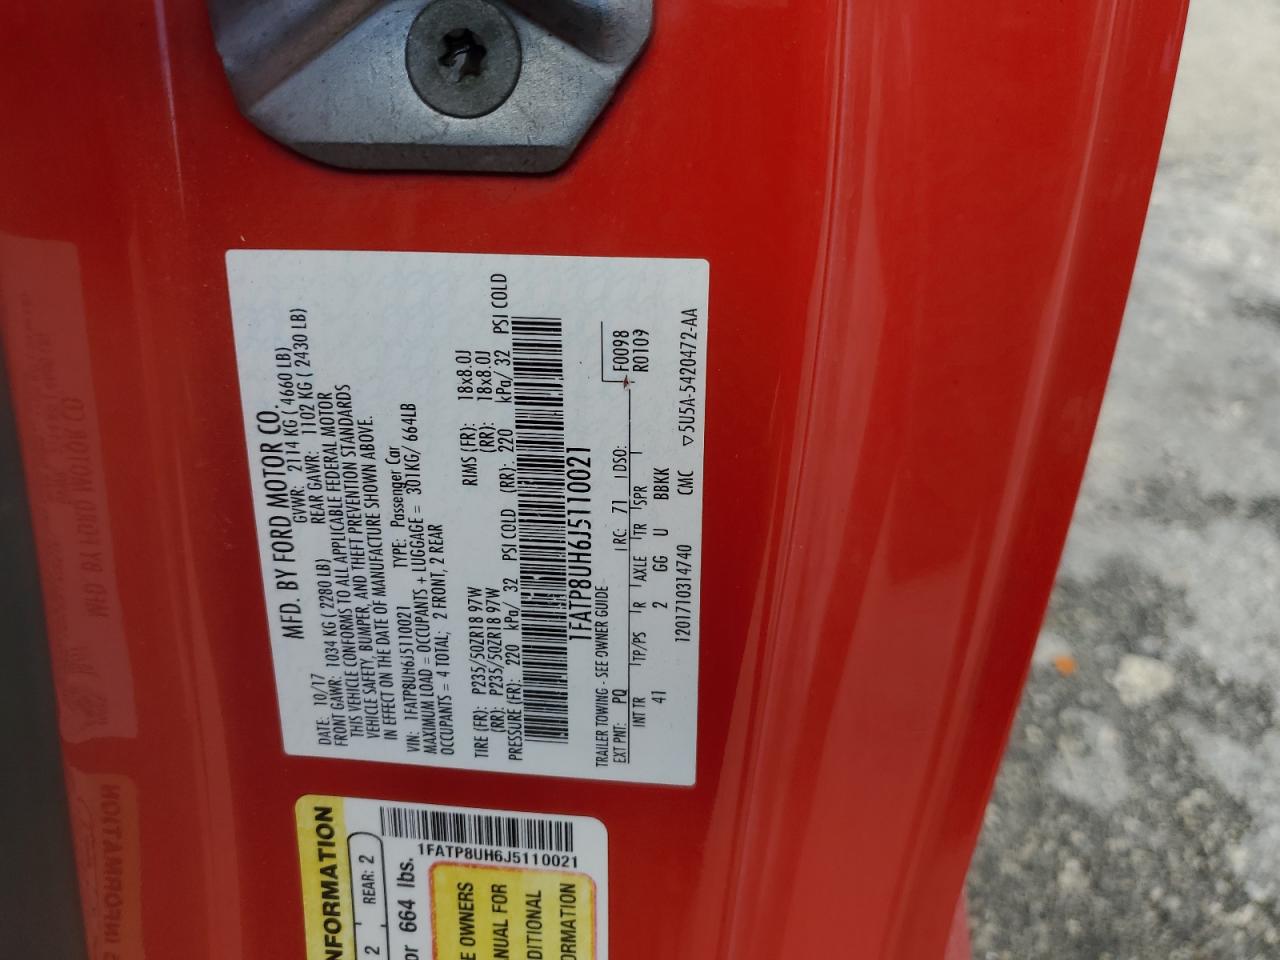 MFD. BY FORD MOTOR CO.
DATE: 10/17 GVWR: 2114 KG ( 4660 LB)
FRONT GAWR: 1034 KG ( 2280 LB) REAR GAWR: 1102 KG ( 2430 LB)
THIS VEHICLE CONFORMS TO ALL APPLICABLE FEDERAL MOTOR
VEHICLE SAFETY, BUMPER, AND THEFT PREVENTION STANDARDS
IN EFFECT ON THE DATE OF MANUFACTURE SHOWN ABOVE.
VIN: 1FATP8UH6J5110021 TYPE: Passenger Car
MAXIMUM LOAD = OCCUPANTS + LUGGAGE = 301KG/ 664LB
OCCUPANTS = 4 TOTAL; 2 FRONT, 2 REAR
TIRE (FR): P235/50ZR18 97W RIMS (FR): 18x8.0J
(RR): P235/50ZR18 97W (RR): 18x8.0J
PRESSURE (FR): 220 kPa/ 32 PSI COLD (RR): 220 kPa/ 32 PSI COLD
1FATP8UH6J5110021
TRAILER TOWING - SEE OWNER GUIDE
EXT PNT: PQ RC: 71 DSO: F0098
R0109
INT TR TP/PS R AXLE TR SPR
41 2 GG U BBKK
1201710314740 CMC ▽5U5A-5420472-AA
NFORMATION
2 REAR: 2
or 664 lbs.
1FATP8UH6J5110021
E OWNERS
NUAL FOR
DITIONAL
ORMATION